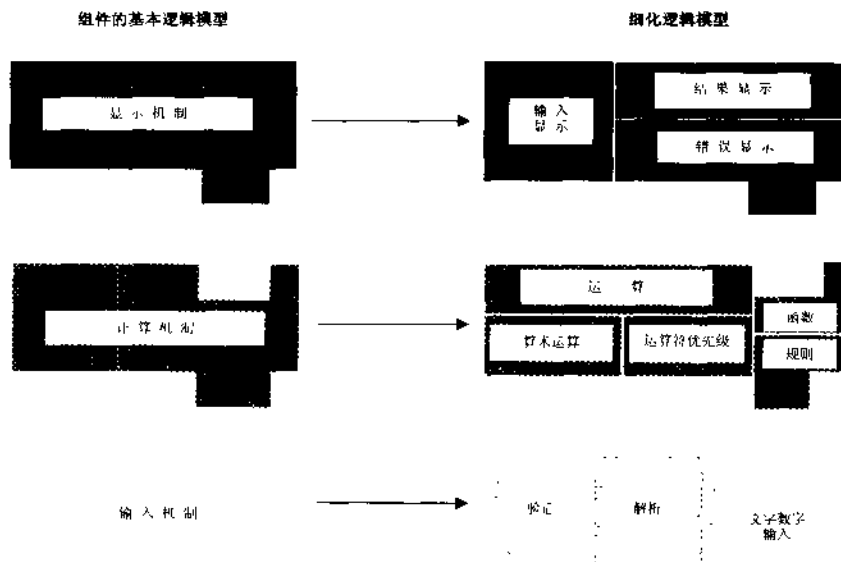 组件的基本逻辑模型
细化逻辑模型
显示机制
输入
显示
结果显示
错误显示
计算机制
运算
算术运算
运算符优先级
函数
规则
输入机制
验证
解析
文字数字
输入